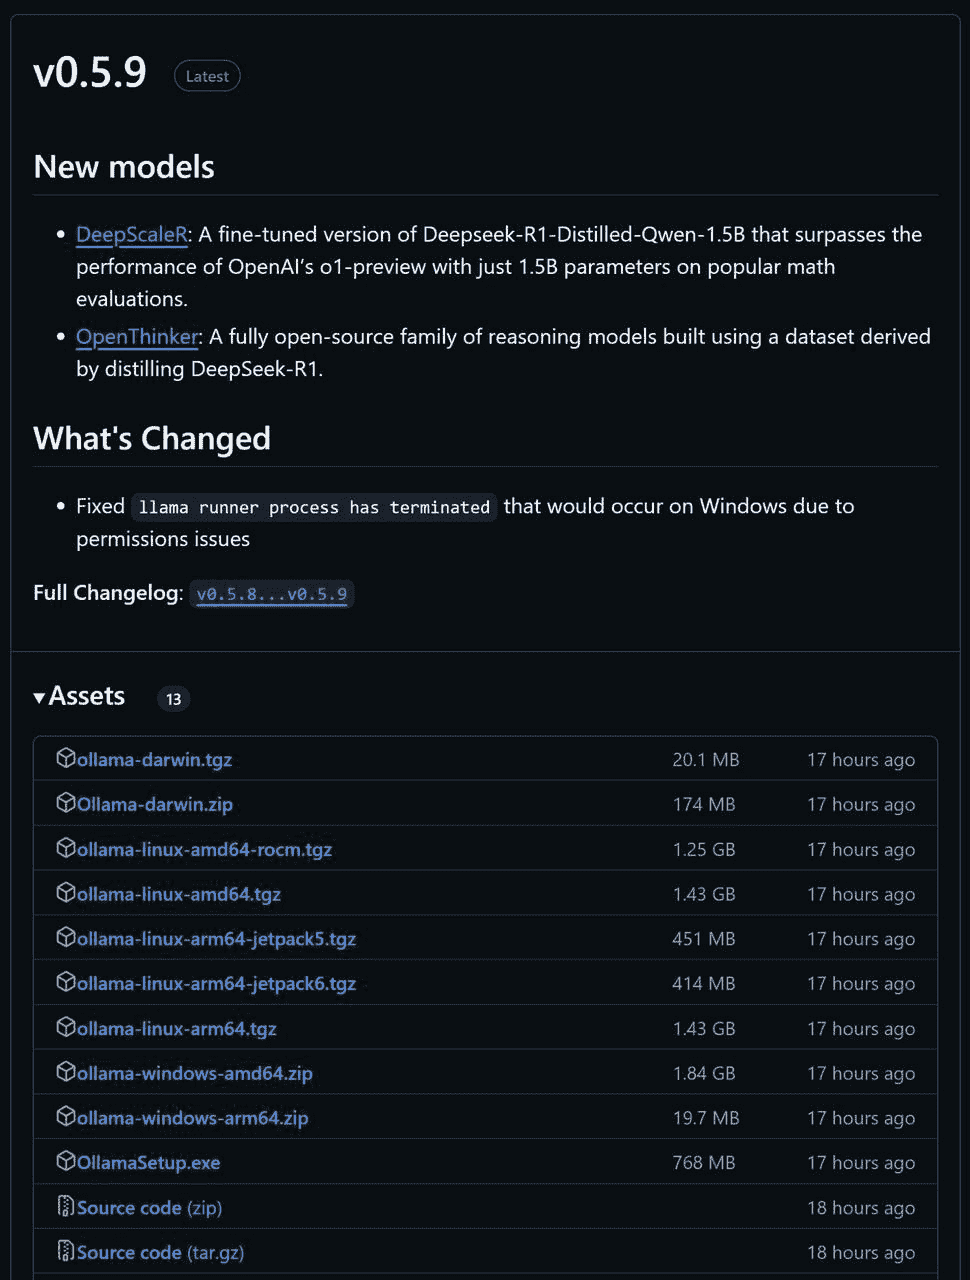 v0.5.9 Latest
New models
• DeepScaleR: A fine-tuned version of Deepseek-R1-Distilled-Qwen-1.5B that surpasses the
performance of OpenAI's o1-preview with just 1.5B parameters on popular math
evaluations.
• OpenThinker: A fully open-source family of reasoning models built using a dataset derived
by distilling DeepSeek-R1.
What's Changed
• Fixed llama runner process has terminated that would occur on Windows due to
permissions issues
Full Changelog: v0.5.8...v0.5.9
Assets 13
ollama-darwin.tgz 20.1 MB 17 hours ago
Ollama-darwin.zip 174 MB 17 hours ago
ollama-linux-amd64-rocm.tgz 1.25 GB 17 hours ago
ollama-linux-amd64.tgz 1.43 GB 17 hours ago
ollama-linux-arm64-jetpack5.tgz 451 MB 17 hours ago
ollama-linux-arm64-jetpack6.tgz 414 MB 17 hours ago
ollama-linux-arm64.tgz 1.43 GB 17 hours ago
ollama-windows-amd64.zip 1.84 GB 17 hours ago
ollama-windows-arm64.zip 19.7 MB 17 hours ago
OllamaSetup.exe 768 MB 17 hours ago
Source code (zip) 18 hours ago
Source code (tar.gz) 18 hours ago